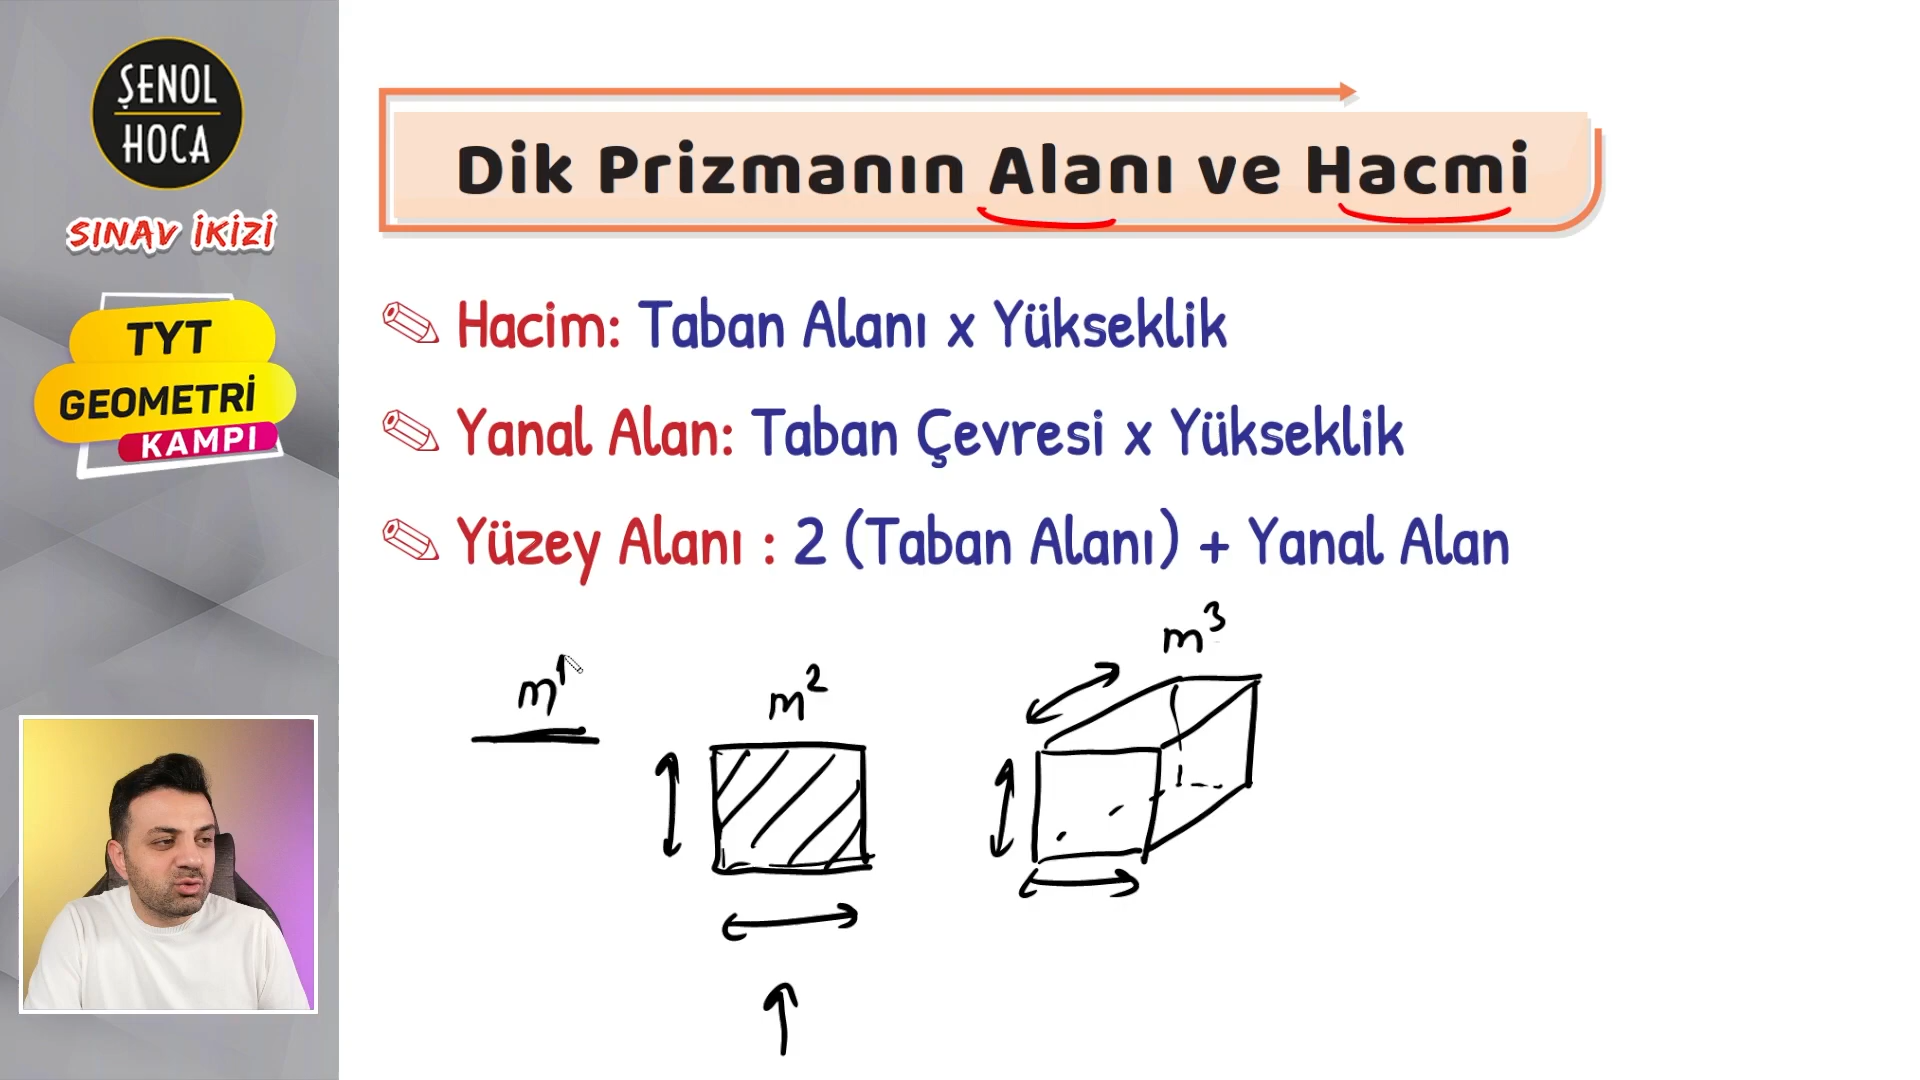 ŞENOL
HOCA
SINAV İKİZİ
TYT
GEOMETRİ
KAMPI
Dik Prizmanın Alanı ve Hacmi
Hacim: Taban Alanı x Yükseklik
Yanal Alan: Taban Çevresi x Yükseklik
Yüzey Alanı : 2 (Taban Alanı) + Yanal Alan
m¹
m²
m³